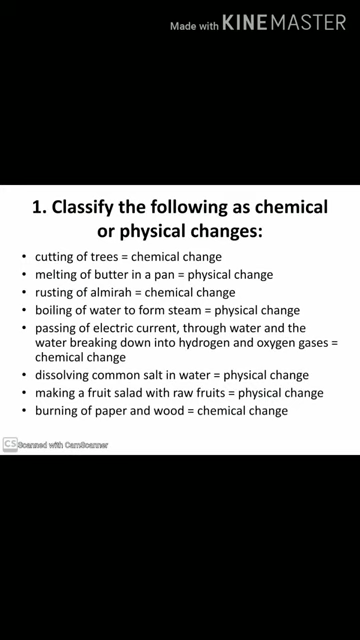 Made with KINEMASTER
1. Classify the following as chemical
or physical changes:
• cutting of trees = chemical change
• melting of butter in a pan = physical change
• rusting of almirah = chemical change
• boiling of water to form steam = physical change
• passing of electric current, through water and the
water breaking down into hydrogen and oxygen gases =
chemical change
• dissolving common salt in water = physical change
• making a fruit salad with raw fruits = physical change
• burning of paper and wood = chemical change
CS Scanned with CamScanner